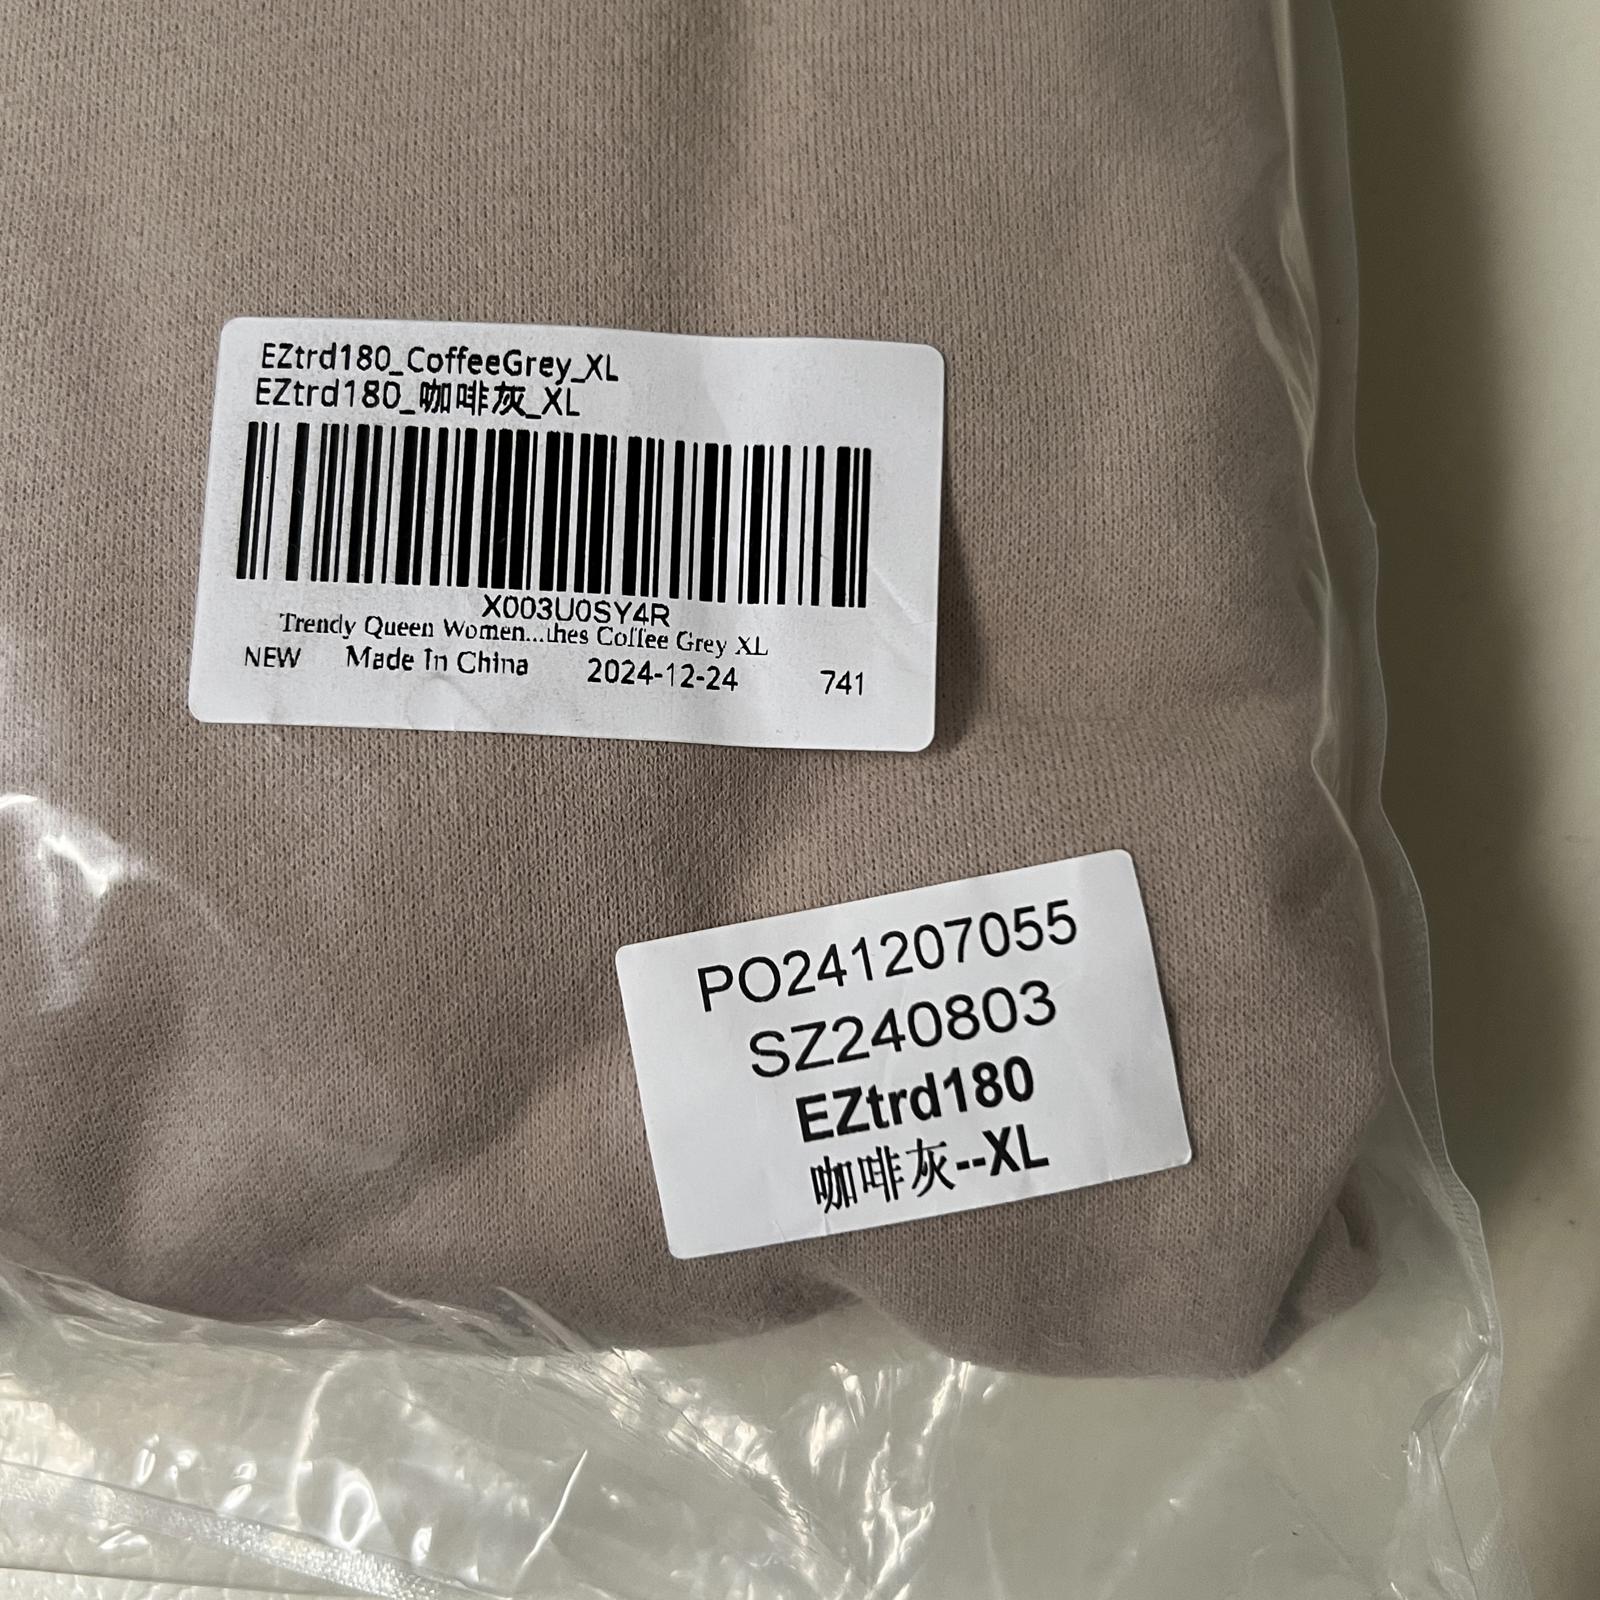 EZtrd180_CoffeeGrey_XL
EZtrd180_咖啡灰_XL
X003U0SY4R
Trendy Queen Women...thes Coffee Grey XL
NEW Made In China 2024-12-24 741
PO241207055
SZ240803
EZtrd180
咖啡灰--XL